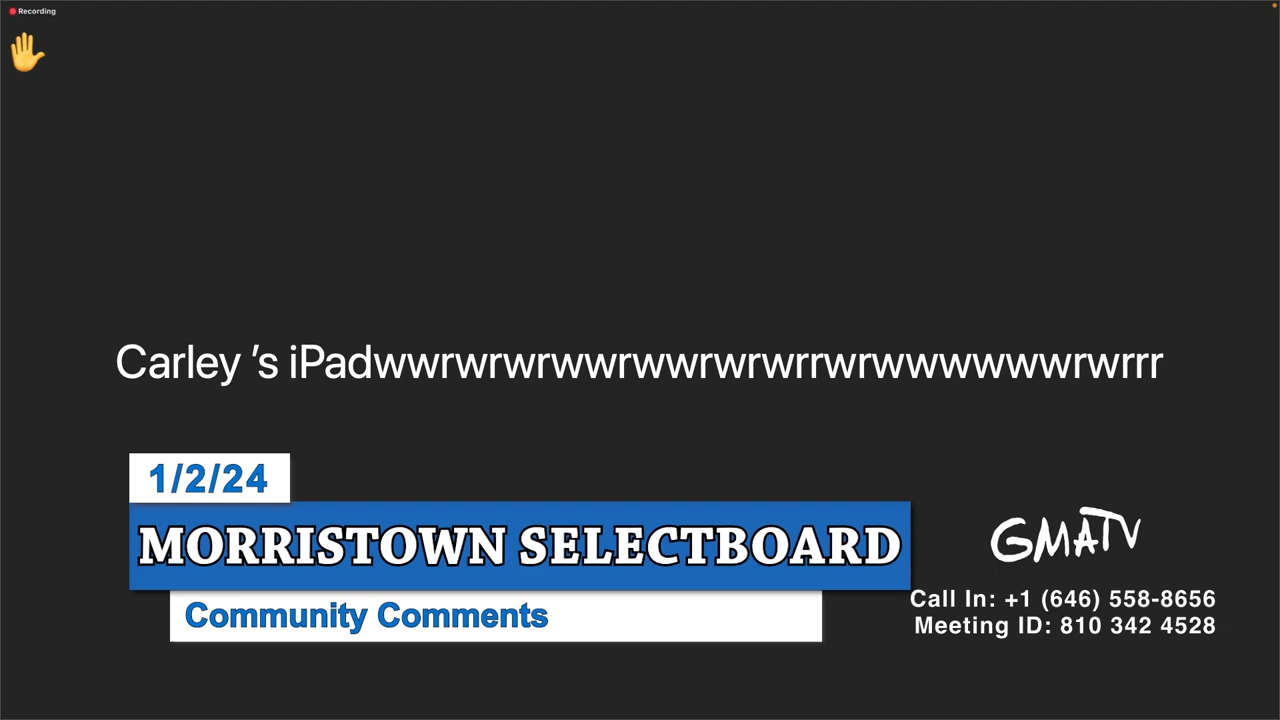 Recording
Carley 's iPadwwrwrwrwwrwwrwrwrrwrwwwwwwrwrrr
1/2/24
MORRISTOWN SELECTBOARD
Community Comments
GMATV
Call In: +1 (646) 558-8656
Meeting ID: 810 342 4528